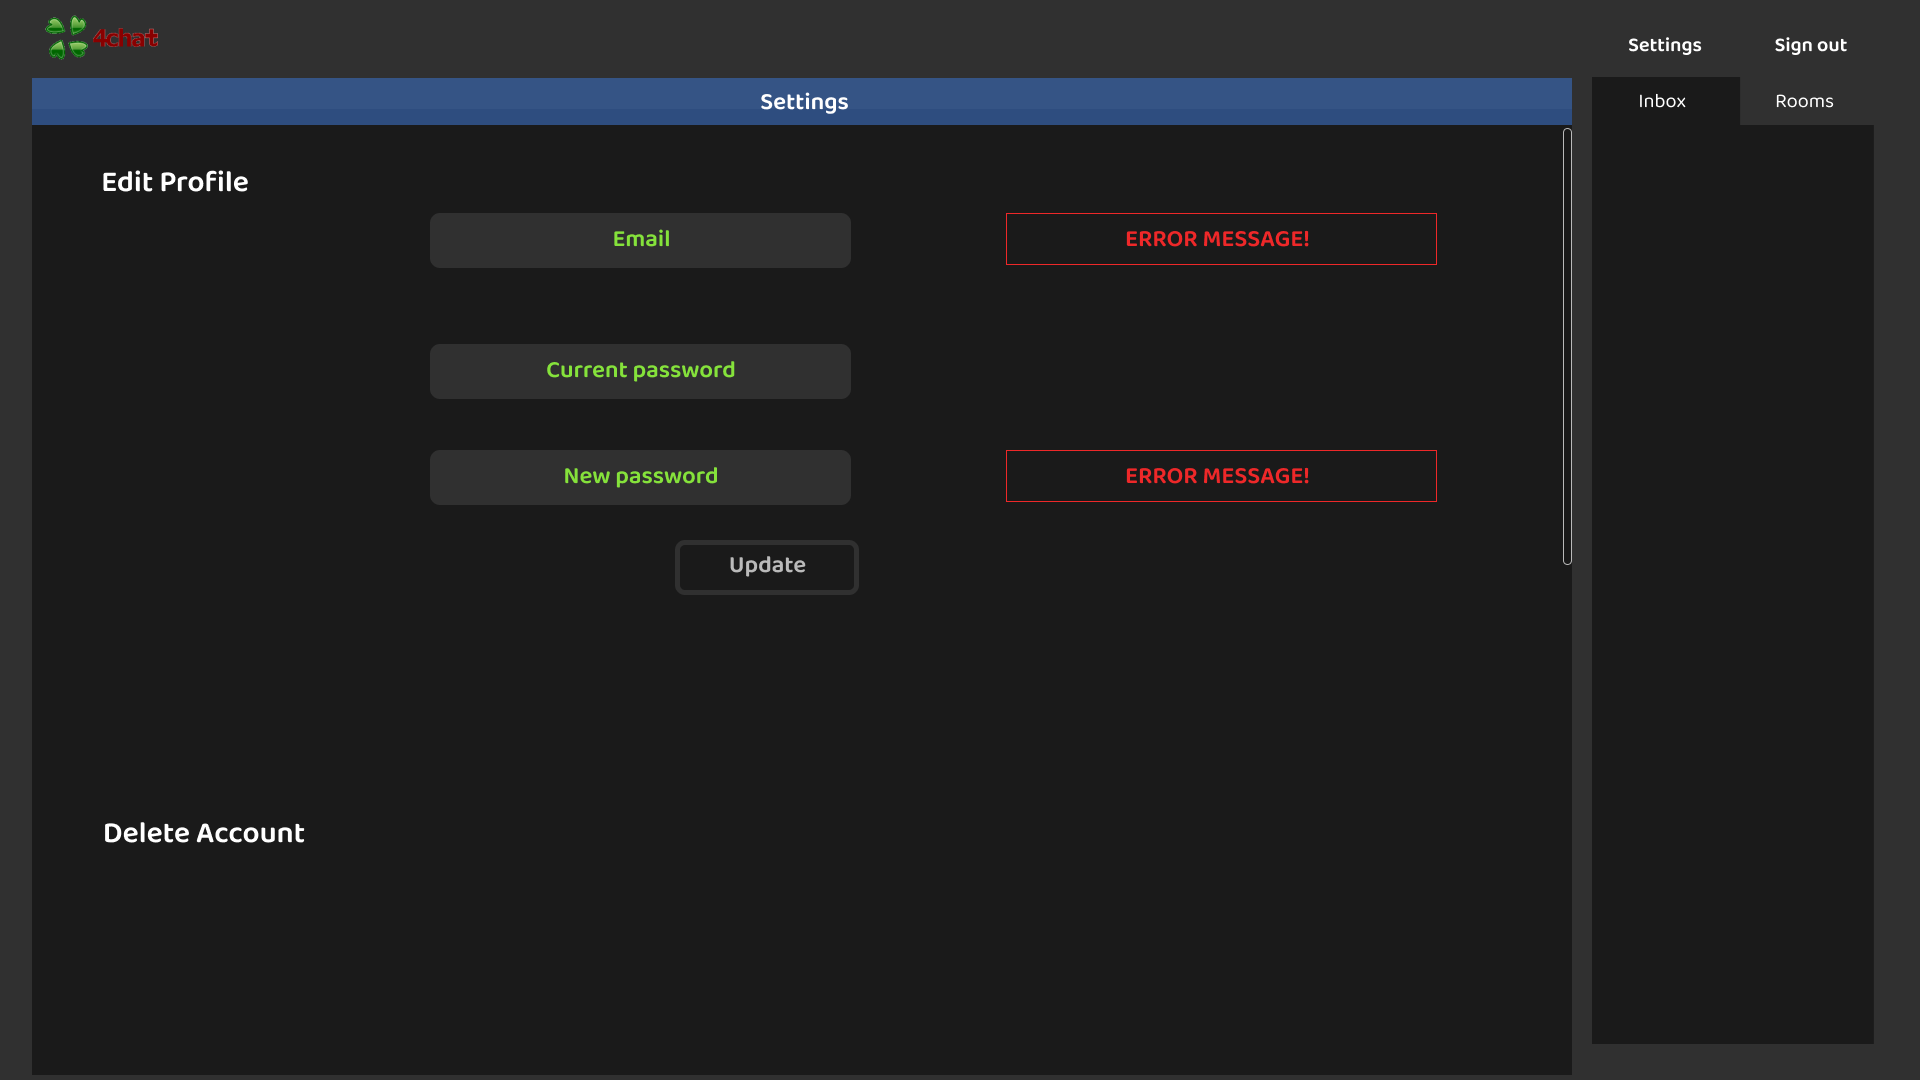 4chat
Settings
Sign out
Settings
Inbox
Rooms
Edit Profile
Email
ERROR MESSAGE!
Current password
New password
ERROR MESSAGE!
Update
Delete Account